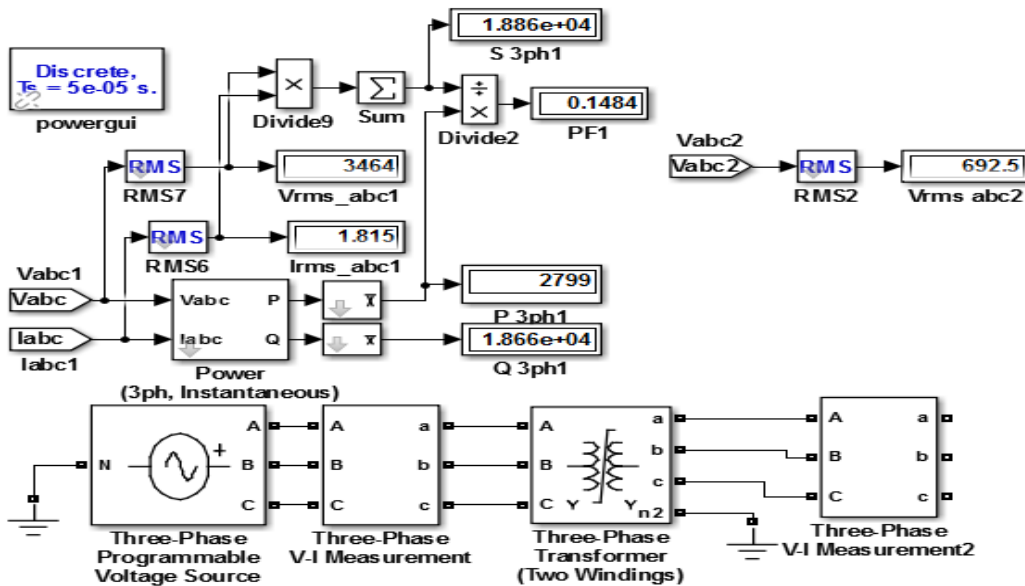 1.886e+04
S 3ph1
Discrete,
Ts = 5e-05 s.
powergui
×
Divide9
Σ
Sum
÷
×
Divide2
0.1484
PF1
Vabc2
Vabc2
RMS
RMS2
692.5
Vrms abc2
RMS
RMS7
3464
Vrms_abc1
RMS
RMS6
1.815
Irms_abc1
Vabc1
Vabc
Iabc
Iabc1
Vabc P
Iabc Q
Power
(3ph, Instantaneous)
x
x
2799
P 3ph1
1.866e+04
Q 3ph1
N + A
B
C
Three-Phase
Programmable
Voltage Source
A a
B b
C c
Three-Phase
V-I Measurement
A a
B b
c
C Y Y n2
Three-Phase
Transformer
(Two Windings)
A a
B b
C c
Three-Phase
V-I Measurement2